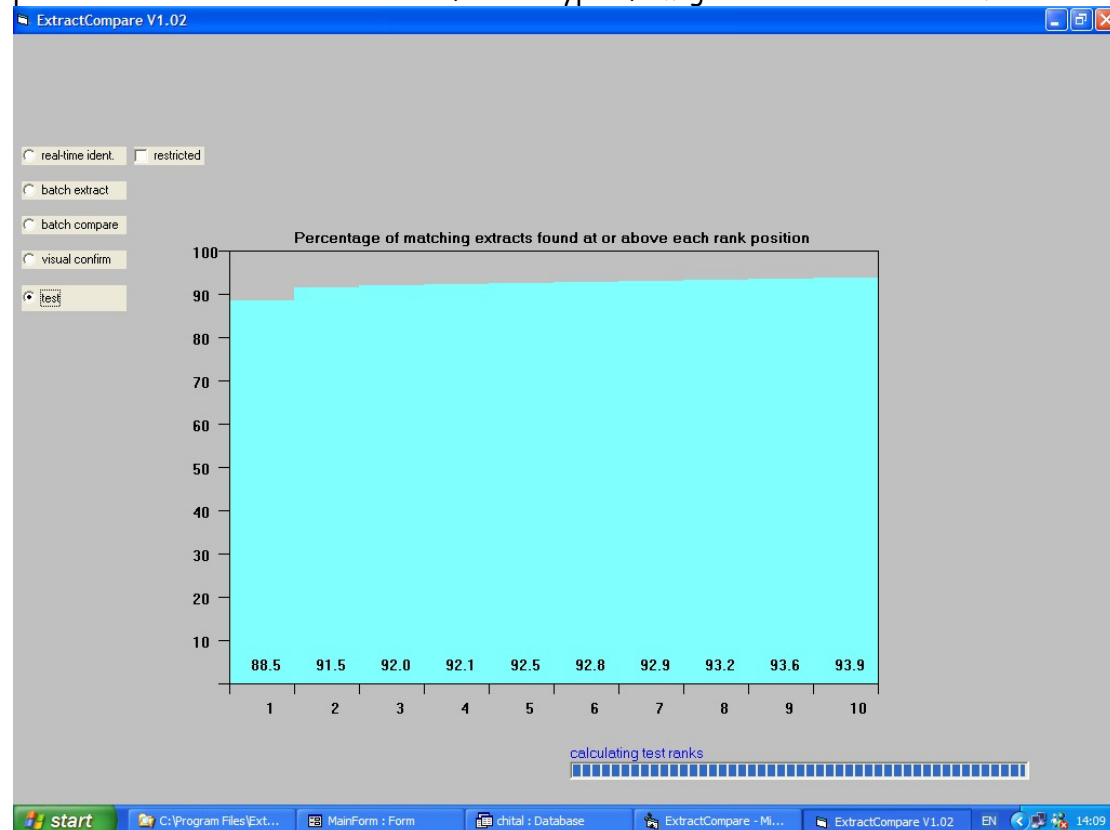 ExtractCompare V1.02
real-time ident. restricted
batch extract
batch compare
visual confirm
test
Percentage of matching extracts found at or above each rank position
100
90
80
70
60
50
40
30
20
10
88.5 91.5 92.0 92.1 92.5 92.8 92.9 93.2 93.6 93.9
1 2 3 4 5 6 7 8 9 10
calculating test ranks
start C:\Program Files\Ext... MainForm : Form chital : Database ExtractCompare - Mi... ExtractCompare V1.02 EN 14:09